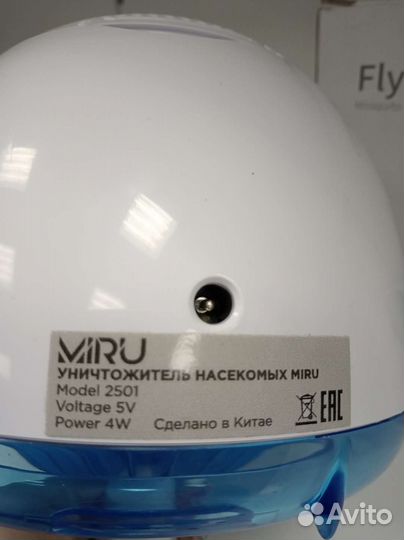 Fly
MIRU
УНИЧТОЖИТЕЛЬ НАСЕКОМЫХ MIRU
Model 2501
Voltage 5V
Power 4W
Сделано в Китае
EAC
Avito